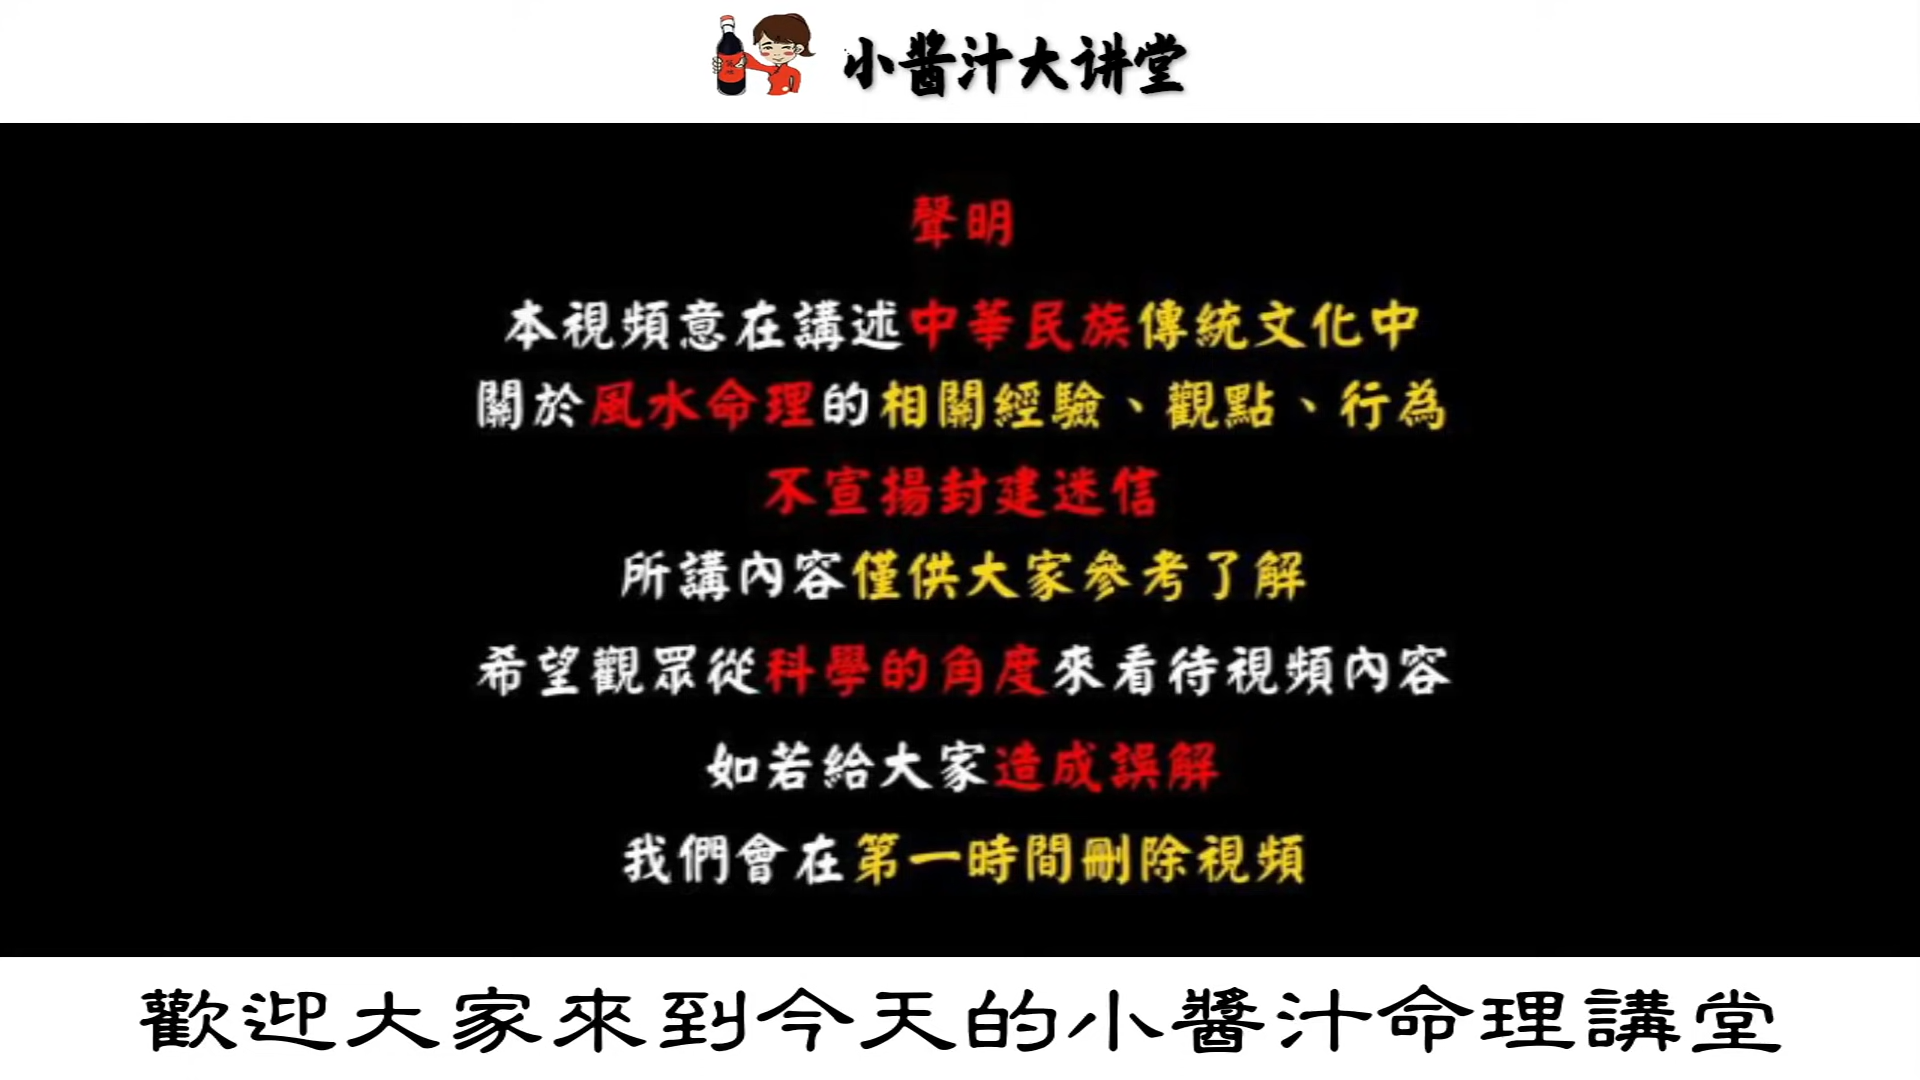 小醬汁大讲堂
聲明
本視頻意在講述中華民族傳統文化中
關於風水命理的相關經驗、觀點、行為
不宣揚封建迷信
所講內容僅供大家參考了解
希望觀眾從科學的角度來看待視頻內容
如若給大家造成誤解
我們會在第一時間刪除視頻
歡迎大家來到今天的小醬汁命理講堂